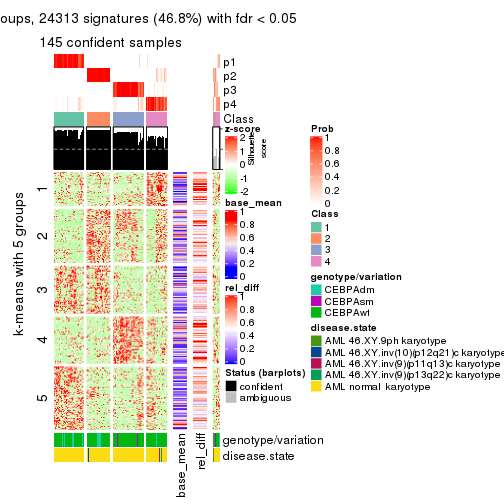 oups, 24313 signatures (46.8%) with fdr < 0.05
145 confident samples
p1
p2
p3
p4
Class
z-score
2
1
0
-1
-2
Silhouette
score
base_mean
1
0.8
0.6
0.4
0.2
0
rel_diff
1
0.8
0.6
0.4
0.2
0
Status (barplots)
confident
ambiguous
Prob
1
0.8
0.6
0.4
0.2
0
Class
1
2
3
4
genotype/variation
CEBPAdm
CEBPAsm
CEBPAwt
disease.state
AML 46.XY.9ph karyotype
AML 46.XY.inv(10)(p12q21)c karyotype
AML 46.XY.inv(9)(p11q13)c karyotype
AML 46.XY.inv(9)(p13q22)c karyotype
AML normal karyotype
k-means with 5 groups
1
2
3
4
5
genotype/variation
disease.state
base_mean
rel_diff